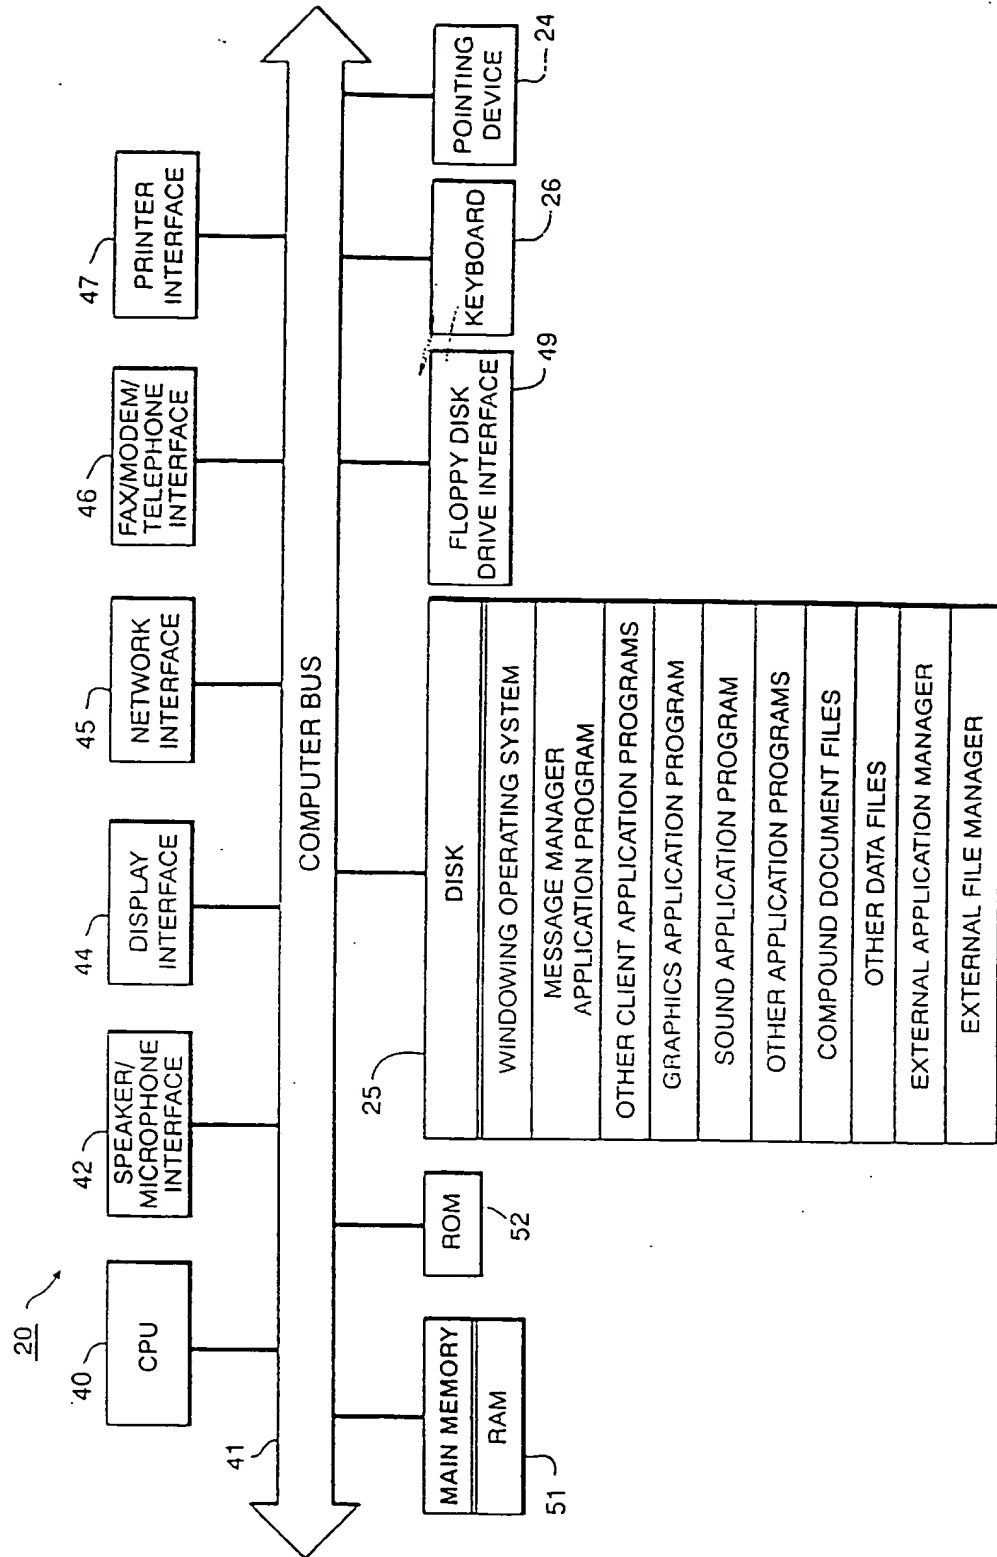 20
40
CPU
42
SPEAKER/
MICROPHONE
INTERFACE
44
DISPLAY
INTERFACE
45
NETWORK
INTERFACE
46
FAX/MODEM/
TELEPHONE
INTERFACE
47
PRINTER
INTERFACE
41
COMPUTER BUS
MAIN MEMORY
RAM
51
ROM
52
25
DISK
WINDOWING OPERATING SYSTEM
MESSAGE MANAGER
APPLICATION PROGRAM
OTHER CLIENT APPLICATION PROGRAMS
GRAPHICS APPLICATION PROGRAM
SOUND APPLICATION PROGRAM
OTHER APPLICATION PROGRAMS
COMPOUND DOCUMENT FILES
OTHER DATA FILES
EXTERNAL APPLICATION MANAGER
EXTERNAL FILE MANAGER
FLOPPY DISK
DRIVE INTERFACE
49
KEYBOARD
26
POINTING
DEVICE
24